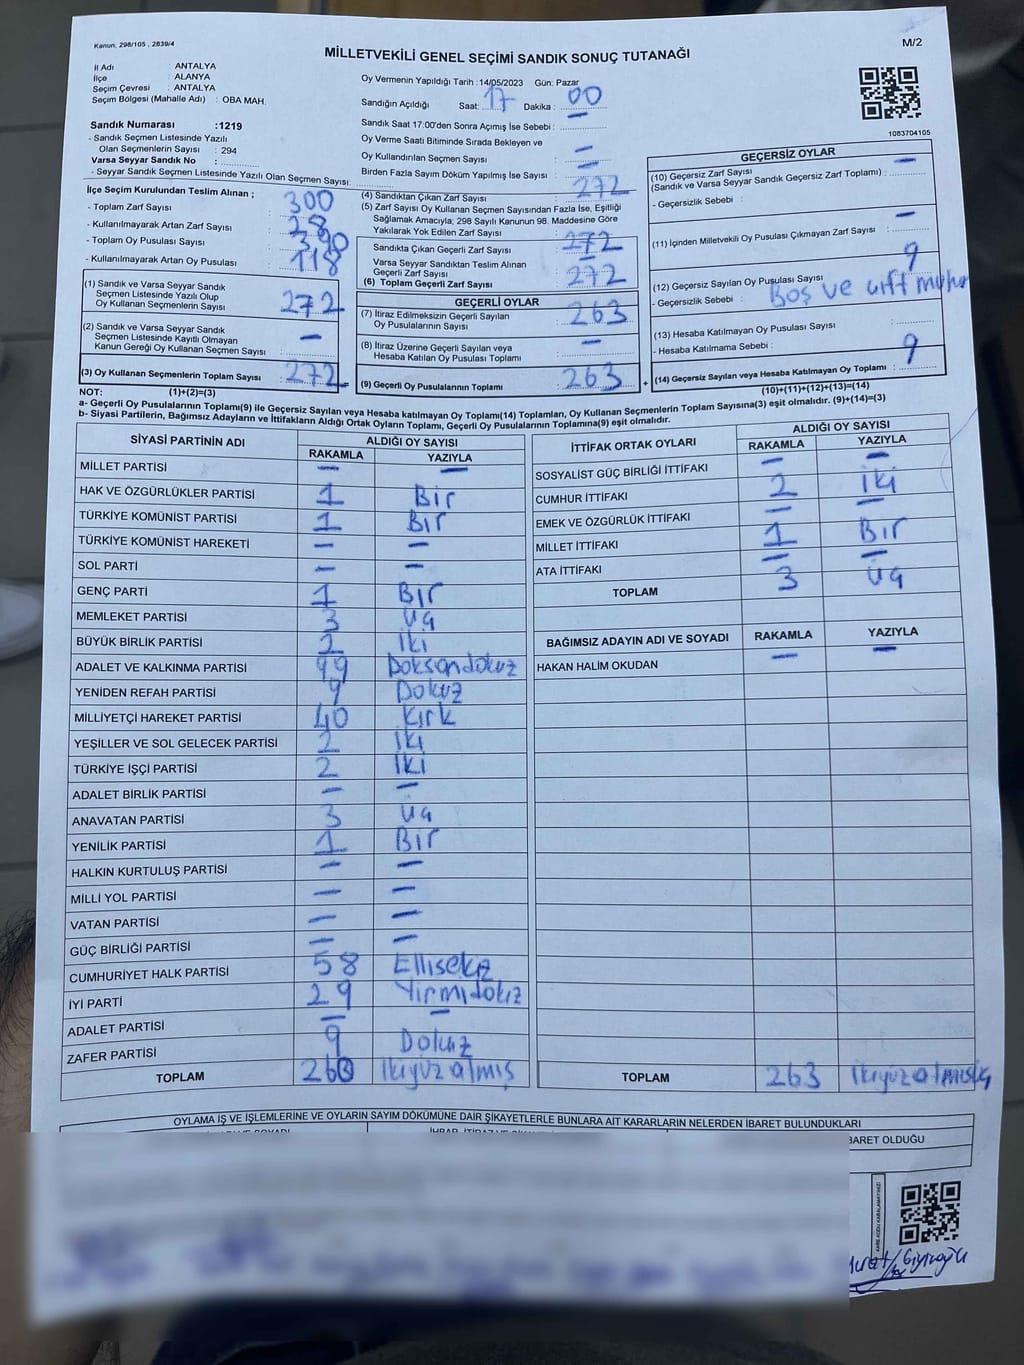 Kanun, 298/105 , 2839/4
M/2
MİLLETVEKİLİ GENEL SEÇİMİ SANDIK SONUÇ TUTANAĞI
İl Adı : ANTALYA
İlçe : ALANYA
Seçim Çevresi : ANTALYA
Seçim Bölgesi (Mahalle Adı) : OBA MAH.
Sandık Numarası :1219
- Sandık Seçmen Listesinde Yazılı
Olan Seçmenlerin Sayısı : 294
Varsa Seyyar Sandık No :
- Seyyar Sandık Seçmen Listesinde Yazılı Olan Seçmen Sayısı:
Oy Vermenin Yapıldığı Tarih : 14/05/2023 Gün: Pazar
Sandığın Açıldığı Saat: 17 Dakika : 00
Sandık Saat 17:00'den Sonra Açımış İse Sebebi :
Oy Verme Saati Bitiminde Sırada Bekleyen ve
Oy Kullandırılan Seçmen Sayısı : —
Birden Fazla Sayım Döküm Yapılmış İse Sayısı : —
1083704105
İlçe Seçim Kurulundan Teslim Alınan ;
- Toplam Zarf Sayısı : 300
- Kullanılmayarak Artan Zarf Sayısı : 28
- Toplam Oy Pusulası Sayısı : 390
- Kullanılmayarak Artan Oy Pusulası : 118
(1) Sandık ve Varsa Seyyar Sandık
Seçmen Listesinde Yazılı Olup
Oy Kullanan Seçmenlerin Sayısı : 272
(2) Sandık ve Varsa Seyyar Sandık
Seçmen Listesinde Kayıtlı Olmayan
Kanun Gereği Oy Kullanan Seçmen Sayısı : —
(3) Oy Kullanan Seçmenlerin Toplam Sayısı : 272
(4) Sandıktan Çıkan Zarf Sayısı : 272
(5) Zarf Sayısı Oy Kullanan Seçmen Sayısından Fazla İse, Eşitliği
Sağlamak Amacıyla; 298 Sayılı Kanunun 98. Maddesine Göre
Yakılarak Yok Edilen Zarf Sayısı : —
Sandıkta Çıkan Geçerli Zarf Sayısı : 272
Varsa Seyyar Sandıktan Teslim Alınan
Geçerli Zarf Sayısı : —
(6) Toplam Geçerli Zarf Sayısı : 272
GEÇERLİ OYLAR
(7) İtiraz Edilmeksizin Geçerli Sayılan
Oy Pusulalarının Sayısı : 263
(8) İtiraz Üzerine Geçerli Sayılan veya
Hesaba Katılan Oy Pusulası Toplamı : —
(9) Geçerli Oy Pusulalarının Toplamı : 263 +
GEÇERSİZ OYLAR
(10) Geçersiz Zarf Sayısı
(Sandık ve Varsa Seyyar Sandık Geçersiz Zarf Toplamı) : —
- Geçersizlik Sebebi :
(11) İçinden Milletvekili Oy Pusulası Çıkmayan Zarf Sayısı : —
(12) Geçersiz Sayılan Oy Pusulası Sayısı : 9
- Geçersizlik Sebebi : Boş ve çift mühür
(13) Hesaba Katılmayan Oy Pusulası Sayısı :
- Hesaba Katılmama Sebebi :
(14) Geçersiz Sayılan veya Hesaba Katılmayan Oy Toplamı : 9
NOT: (1)+(2)=(3) (10)+(11)+(12)+(13)=(14)
a- Geçerli Oy Pusulalarının Toplamı(9) ile Geçersiz Sayılan veya Hesaba katılmayan Oy Toplamı(14) Toplamları, Oy Kullanan Seçmenlerin Toplam Sayısına(3) eşit olmalıdır. (9)+(14)=(3)
b- Siyasi Partilerin, Bağımsız Adayların ve İttifakların Aldığı Ortak Oyların Toplamı, Geçerli Oy Pusulalarının Toplamına(9) eşit olmalıdır.
SİYASİ PARTİNİN ADI ALDIĞI OY SAYISI
RAKAMLA YAZIYLA
MİLLET PARTİSİ — —
HAK VE ÖZGÜRLÜKLER PARTİSİ 1 Bir
TÜRKİYE KOMÜNİST PARTİSİ 1 Bir
TÜRKİYE KOMÜNİST HAREKETİ — —
SOL PARTİ — —
GENÇ PARTİ 1 Bir
MEMLEKET PARTİSİ 3 Üç
BÜYÜK BİRLİK PARTİSİ 2 İki
ADALET VE KALKINMA PARTİSİ 99 Doksandokuz
YENİDEN REFAH PARTİSİ 9 Dokuz
MİLLİYETÇİ HAREKET PARTİSİ 40 Kırk
YEŞİLLER VE SOL GELECEK PARTİSİ 2 İki
TÜRKİYE İŞÇİ PARTİSİ 2 İki
ADALET BİRLİK PARTİSİ — —
ANAVATAN PARTİSİ 3 Üç
YENİLİK PARTİSİ 1 Bir
HALKIN KURTULUŞ PARTİSİ — —
MİLLİ YOL PARTİSİ — —
VATAN PARTİSİ — —
GÜÇ BİRLİĞİ PARTİSİ — —
CUMHURİYET HALK PARTİSİ 58 Ellisekiz
İYİ PARTİ 29 Yirmidokuz
ADALET PARTİSİ — —
ZAFER PARTİSİ 9 Dokuz
TOPLAM 260 ikiyüzalmış
İTTİFAK ORTAK OYLARI ALDIĞI OY SAYISI
RAKAMLA YAZIYLA
SOSYALİST GÜÇ BİRLİĞİ İTTİFAKI — —
CUMHUR İTTİFAKI 2 İki
EMEK VE ÖZGÜRLÜK İTTİFAKI — —
MİLLET İTTİFAKI 1 Bir
ATA İTTİFAKI — —
TOPLAM 3 Üç
BAĞIMSIZ ADAYIN ADI VE SOYADI RAKAMLA YAZIYLA
HAKAN HALİM OKUDAN — —
TOPLAM 263
OYLAMA İŞ VE İŞLEMLERİNE VE OYLARIN SAYIM DÖKÜMÜNE DAİR ŞİKAYETLERLE BUNLARA AİT KARARLARIN NELERDEN İBARET BULUNDUKLARI
BARET OLDUĞU